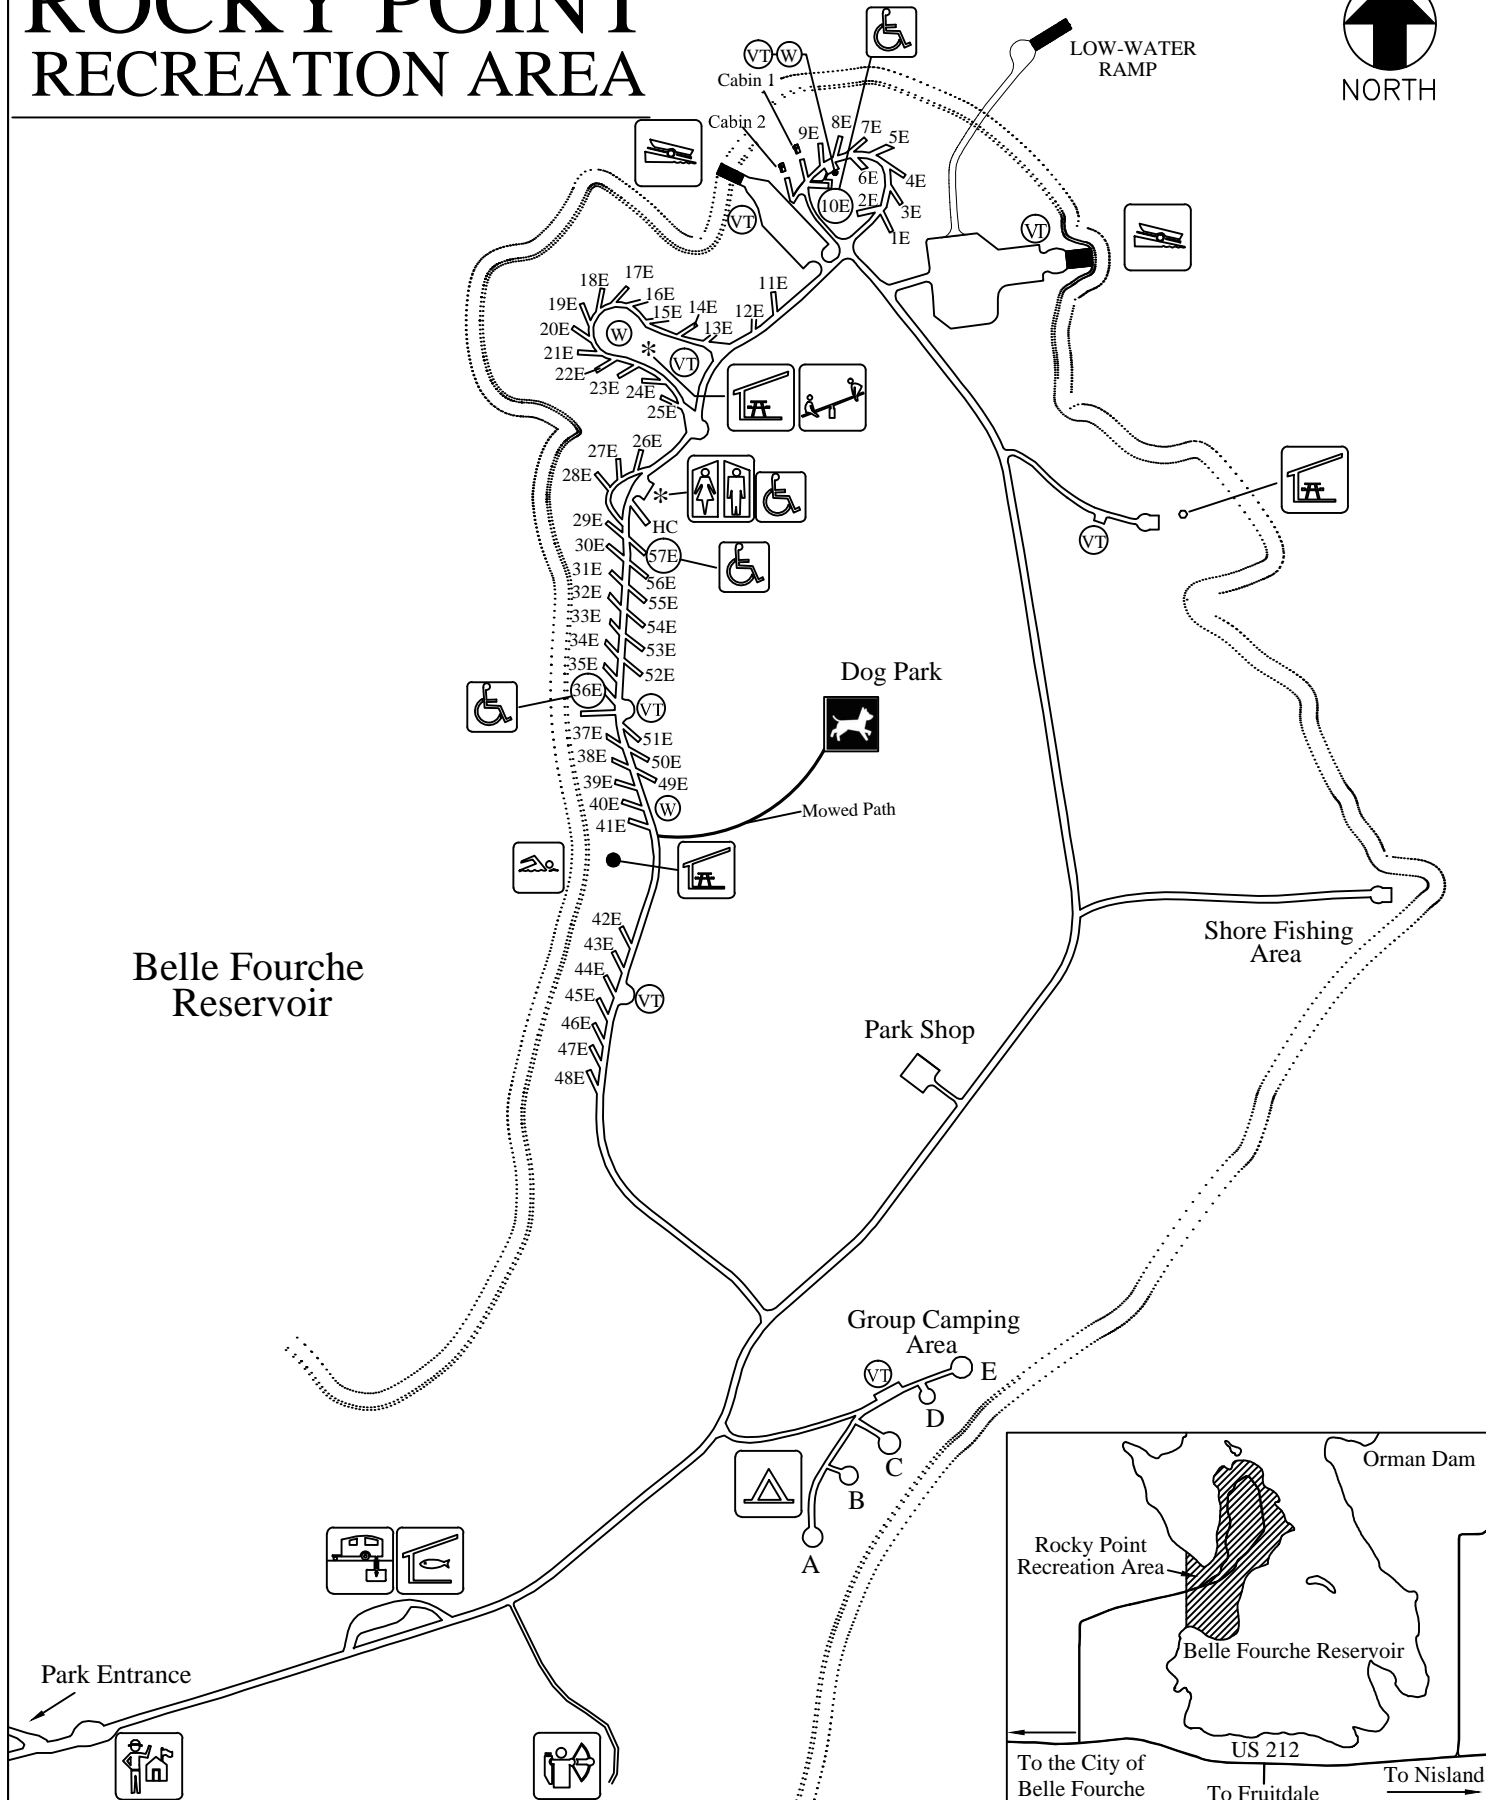 ROCKY POINT
RECREATION AREA
NORTH
LOW-WATER
RAMP
VT
W
Cabin 1
Cabin 2
9E
8E
7E
5E
6E
4E
10E
2E
3E
1E
VT
VT
18E
17E
16E
19E
15E
14E
11E
12E
13E
20E
W
*
VT
21E
22E
23E
24E
25E
26E
27E
28E
*
29E
HC
30E
57E
31E
56E
32E
55E
33E
54E
34E
53E
35E
52E
36E
VT
37E
51E
38E
50E
39E
49E
40E
W
41E
VT
Dog Park
Mowed Path
42E
43E
44E
45E
VT
46E
47E
48E
Belle Fourche
Reservoir
Shore Fishing
Area
Park Shop
Group Camping
Area
VT
E
D
C
B
A
Park Entrance
Orman Dam
Rocky Point
Recreation Area
Belle Fourche Reservoir
US 212
To the City of
Belle Fourche
To Fruitdale
To Nisland